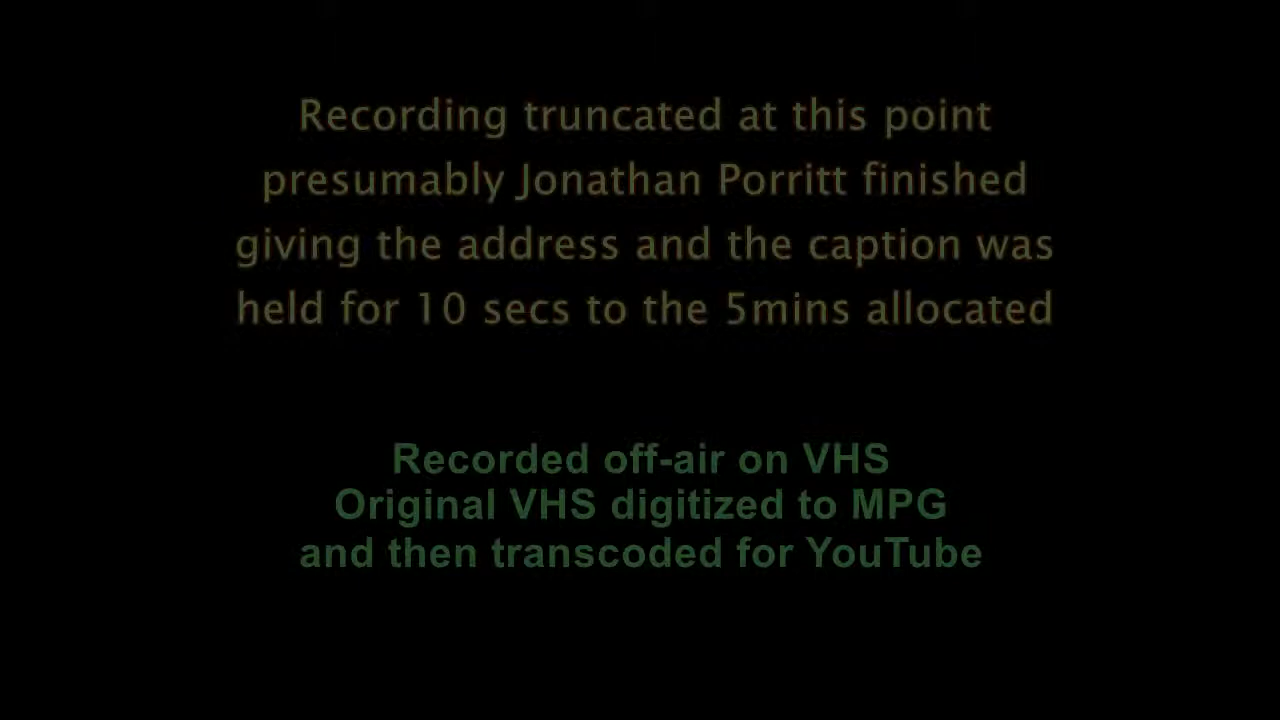 Recording truncated at this point
presumably Jonathan Porritt finished
giving the address and the caption was
held for 10 secs to the 5mins allocated
Recorded off-air on VHS
Original VHS digitized to MPG
and then transcoded for YouTube